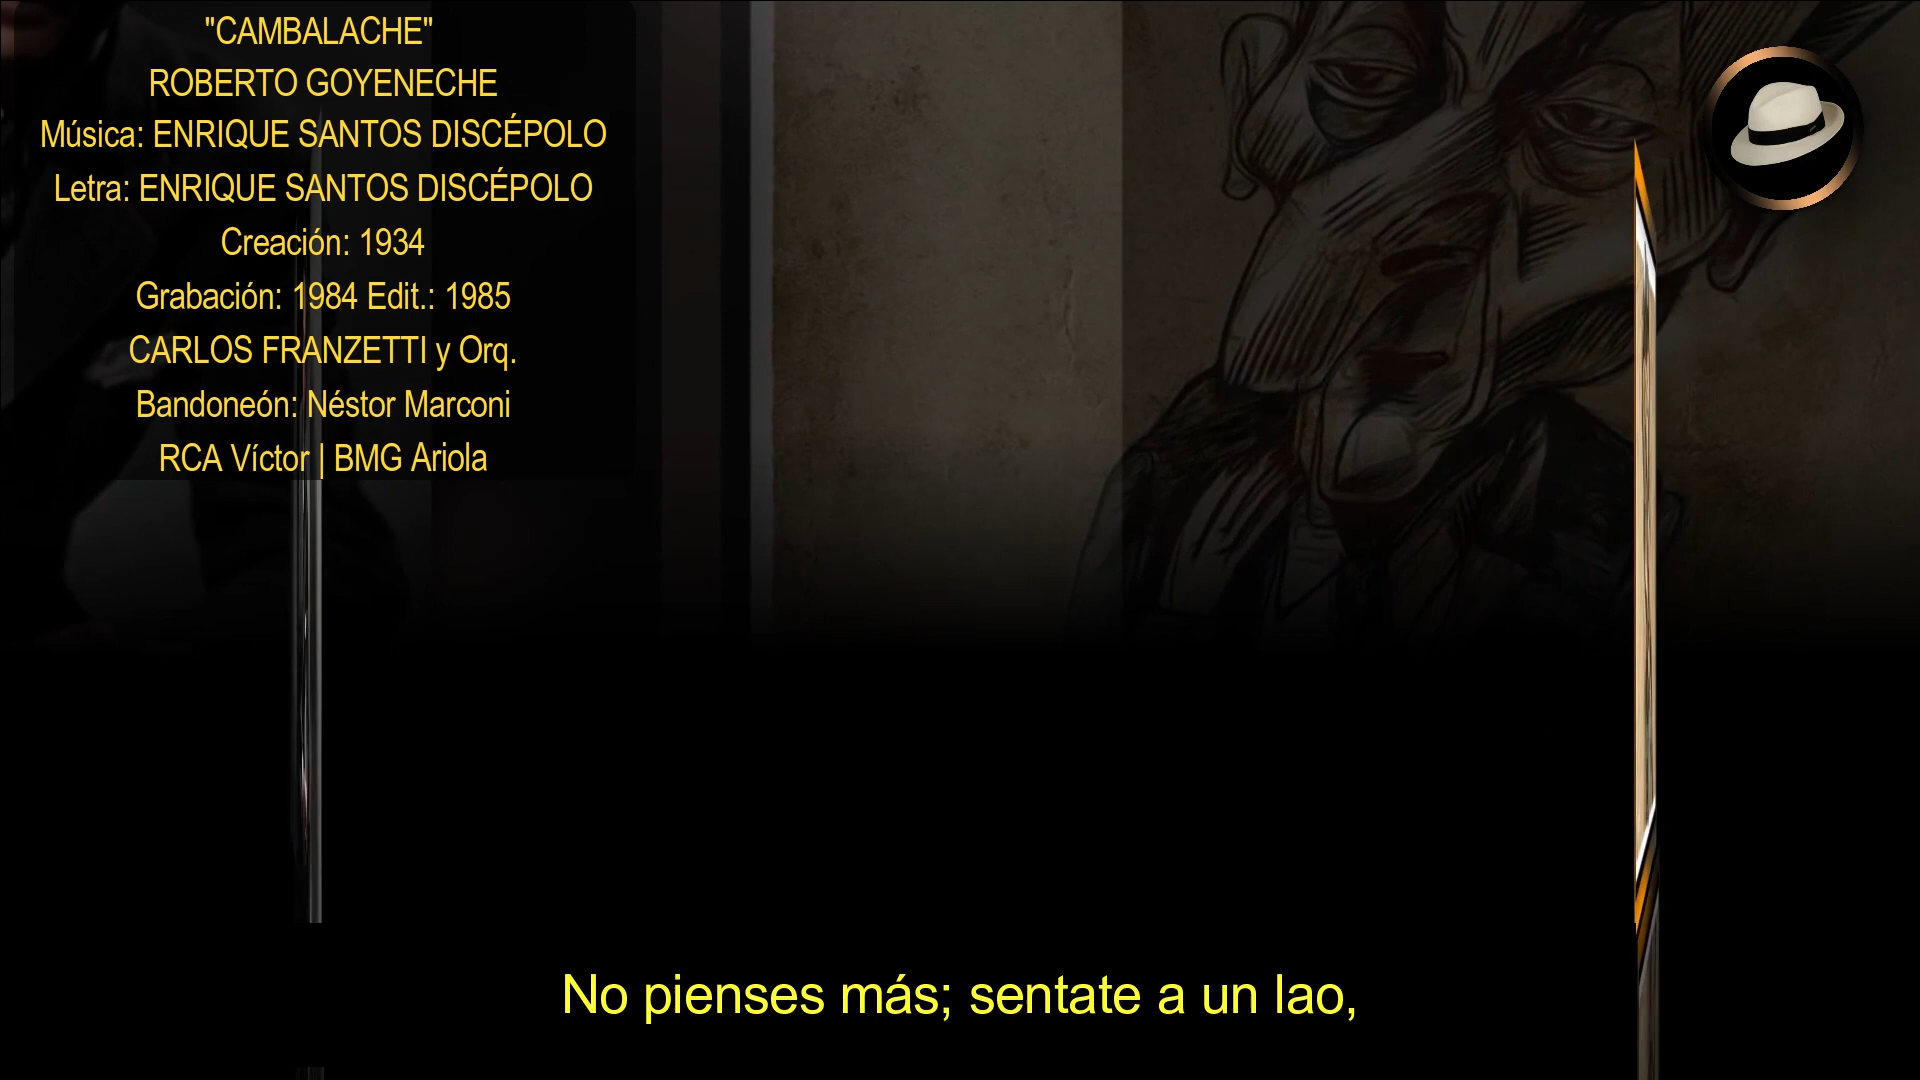 "CAMBALACHE"
ROBERTO GOYENECHE
Música: ENRIQUE SANTOS DISCÉPOLO
Letra: ENRIQUE SANTOS DISCÉPOLO
Creación: 1934
Grabación: 1984 Edit.: 1985
CARLOS FRANZETTI y Orq.
Bandoneón: Néstor Marconi
RCA Víctor | BMG Ariola
No pienses más; sentate a un lao,